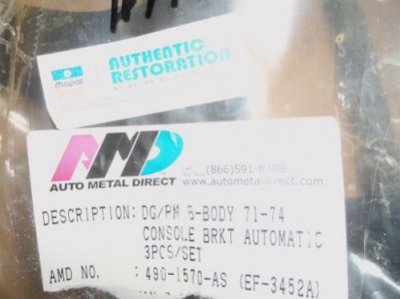 AUTHENTIC
RESTORATION
mopar
AMD
AUTO METAL DIRECT
(866)591-8309
www.autometaldirect.com
DESCRIPTION: DG/PM B-BODY 71-74
CONSOLE BRKT AUTOMATIC
3PCS/SET
AMD NO. : 490-1570-AS (EF-3452A)